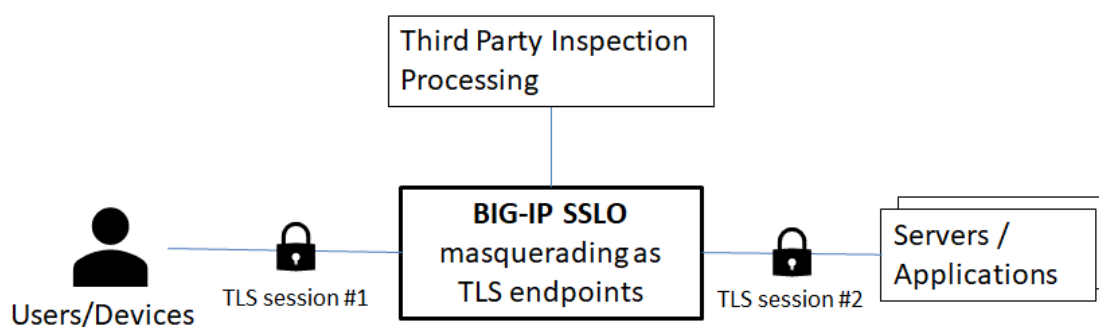 Third Party Inspection
Processing
BIG-IP SSLO
masquerading as
TLS endpoints
Servers /
Applications
TLS session #1
TLS session #2
Users/Devices